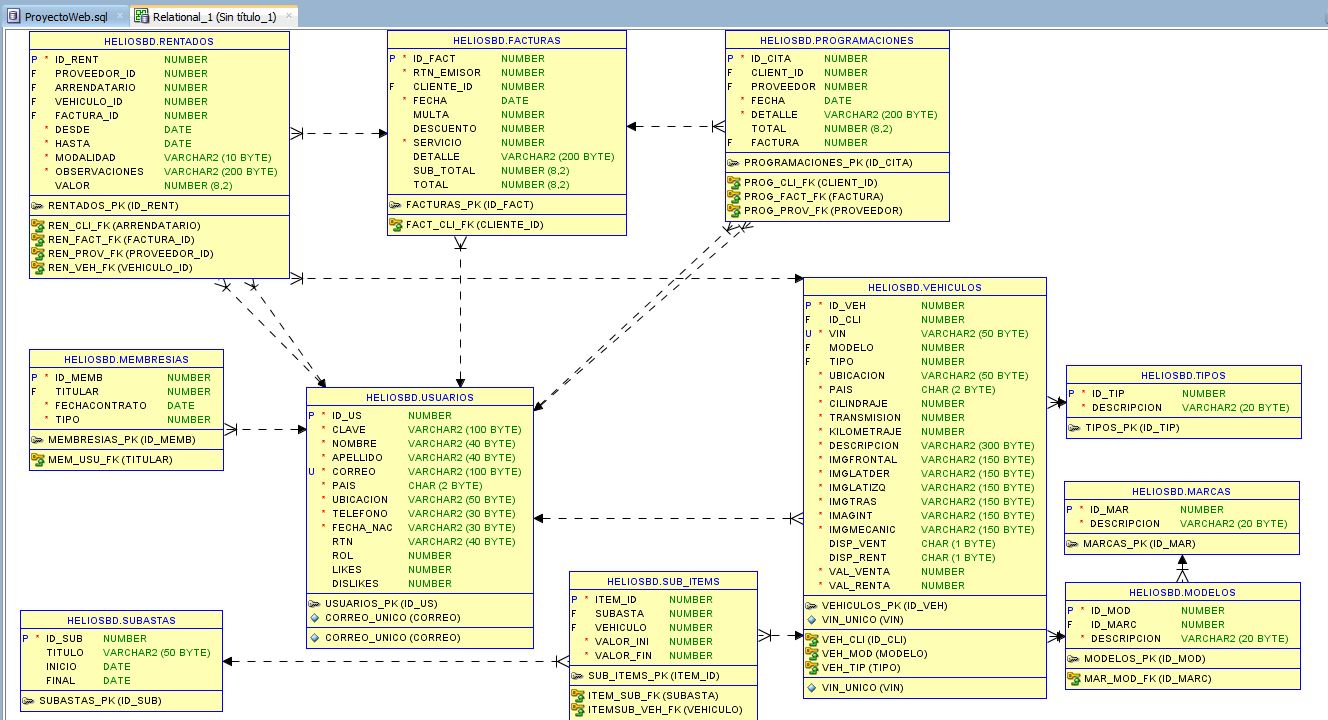 ProyectoWeb.sql
Relational_1 (Sin título_1)
HELIOSBD.RENTADOS
P * ID_RENT NUMBER
F PROVEEDOR_ID NUMBER
F ARRENDATARIO NUMBER
F VEHICULO_ID NUMBER
F FACTURA_ID NUMBER
* DESDE DATE
* HASTA DATE
* MODALIDAD VARCHAR2 (10 BYTE)
* OBSERVACIONES VARCHAR2 (200 BYTE)
VALOR NUMBER (8,2)
RENTADOS_PK (ID_RENT)
REN_CLI_FK (ARRENDATARIO)
REN_FACT_FK (FACTURA_ID)
REN_PROV_FK (PROVEEDOR_ID)
REN_VEH_FK (VEHICULO_ID)
HELIOSBD.FACTURAS
P * ID_FACT NUMBER
* RTN_EMISOR NUMBER
F CLIENTE_ID NUMBER
* FECHA DATE
MULTA NUMBER
DESCUENTO NUMBER
* SERVICIO NUMBER
DETALLE VARCHAR2 (200 BYTE)
SUB_TOTAL NUMBER (8,2)
TOTAL NUMBER (8,2)
FACTURAS_PK (ID_FACT)
FACT_CLI_FK (CLIENTE_ID)
HELIOSBD.PROGRAMACIONES
P * ID_CITA NUMBER
F CLIENT_ID NUMBER
F PROVEEDOR NUMBER
* FECHA DATE
* DETALLE VARCHAR2 (200 BYTE)
TOTAL NUMBER (8,2)
F FACTURA NUMBER
PROGRAMACIONES_PK (ID_CITA)
PROG_CLI_FK (CLIENT_ID)
PROG_FACT_FK (FACTURA)
PROG_PROV_FK (PROVEEDOR)
HELIOSBD.MEMBRESIAS
P * ID_MEMB NUMBER
F TITULAR NUMBER
* FECHACONTRATO DATE
* TIPO NUMBER
MEMBRESIAS_PK (ID_MEMB)
MEM_USU_FK (TITULAR)
HELIOSBD.USUARIOS
P * ID_US NUMBER
* CLAVE VARCHAR2 (100 BYTE)
* NOMBRE VARCHAR2 (40 BYTE)
* APELLIDO VARCHAR2 (40 BYTE)
U * CORREO VARCHAR2 (100 BYTE)
* PAIS CHAR (2 BYTE)
* UBICACION VARCHAR2 (50 BYTE)
* TELEFONO VARCHAR2 (30 BYTE)
* FECHA_NAC VARCHAR2 (30 BYTE)
RTN VARCHAR2 (40 BYTE)
ROL NUMBER
LIKES NUMBER
DISLIKES NUMBER
USUARIOS_PK (ID_US)
CORREO_UNICO (CORREO)
CORREO_UNICO (CORREO)
HELIOSBD.VEHICULOS
P * ID_VEH NUMBER
F ID_CLI NUMBER
U * VIN VARCHAR2 (50 BYTE)
F MODELO NUMBER
F TIPO NUMBER
* UBICACION VARCHAR2 (50 BYTE)
* PAIS CHAR (2 BYTE)
* CILINDRAJE NUMBER
* TRANSMISION NUMBER
* KILOMETRAJE NUMBER
* DESCRIPCION VARCHAR2 (300 BYTE)
* IMGFRONTAL VARCHAR2 (150 BYTE)
* IMGLATDER VARCHAR2 (150 BYTE)
* IMGLATIZQ VARCHAR2 (150 BYTE)
* IMGTRAS VARCHAR2 (150 BYTE)
* IMAGINT VARCHAR2 (150 BYTE)
* IMGMECANIC VARCHAR2 (150 BYTE)
DISP_VENT CHAR (1 BYTE)
DISP_RENT CHAR (1 BYTE)
* VAL_VENTA NUMBER
* VAL_RENTA NUMBER
VEHICULOS_PK (ID_VEH)
VIN_UNICO (VIN)
VEH_CLI (ID_CLI)
VEH_MOD (MODELO)
VEH_TIP (TIPO)
VIN_UNICO (VIN)
HELIOSBD.TIPOS
P * ID_TIP NUMBER
* DESCRIPCION VARCHAR2 (20 BYTE)
TIPOS_PK (ID_TIP)
HELIOSBD.MARCAS
P * ID_MAR NUMBER
* DESCRIPCION VARCHAR2 (20 BYTE)
MARCAS_PK (ID_MAR)
HELIOSBD.MODELOS
P * ID_MOD NUMBER
F * ID_MARC NUMBER
* DESCRIPCION VARCHAR2 (20 BYTE)
MODELOS_PK (ID_MOD)
MAR_MOD_FK (ID_MARC)
HELIOSBD.SUBASTAS
P * ID_SUB NUMBER
TITULO VARCHAR2 (50 BYTE)
INICIO DATE
FINAL DATE
SUBASTAS_PK (ID_SUB)
HELIOSBD.SUB_ITEMS
P * ITEM_ID NUMBER
F SUBASTA NUMBER
F VEHICULO NUMBER
* VALOR_INI NUMBER
* VALOR_FIN NUMBER
SUB_ITEMS_PK (ITEM_ID)
ITEM_SUB_FK (SUBASTA)
ITEMSUB_VEH_FK (VEHICULO)